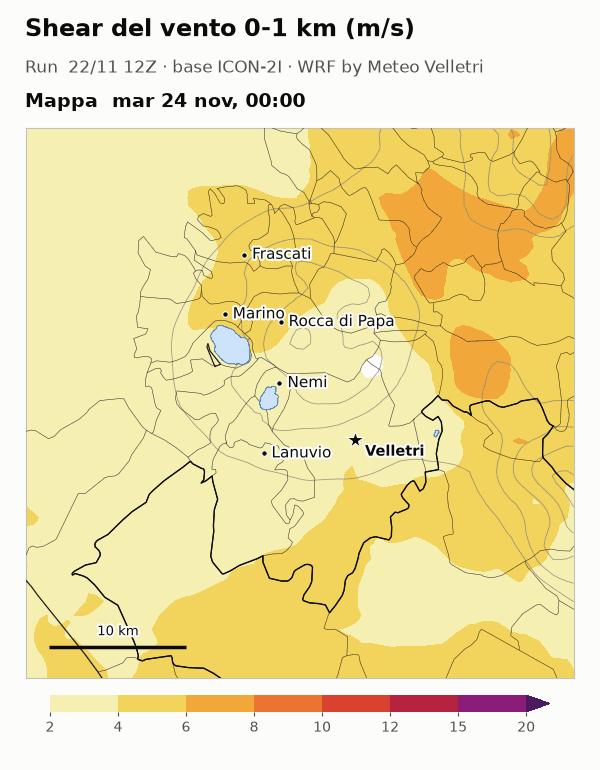 Shear del vento 0-1 km (m/s)
Run  22/11 12Z · base ICON-2I · WRF by Meteo Velletri
Mappa  mar 24 nov, 00:00
Frascati
Marino
Rocca di Papa
Nemi
Velletri
Lanuvio
10 km
2 4 6 8 10 12 15 20